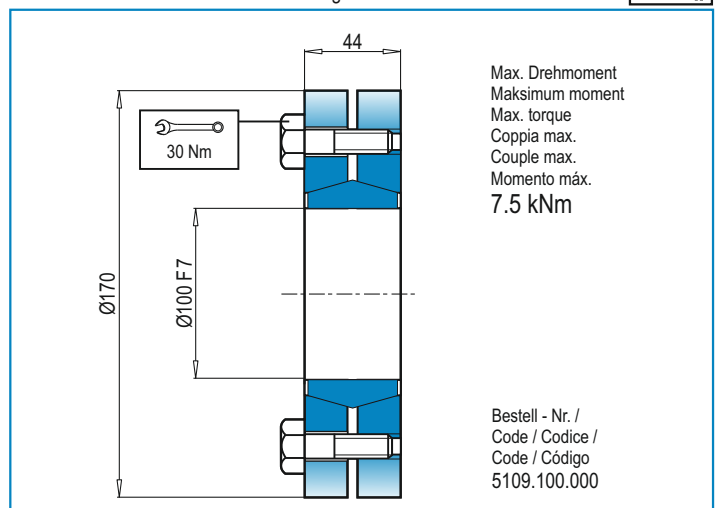 44
Max. Drehmoment
Maksimum moment
Max. torque
Coppia max.
Couple max.
Momento máx.
7.5 kNm
30 Nm
Ø170
Ø100 F7
Bestell - Nr. /
Code / Codice /
Code / Código
5109.100.000